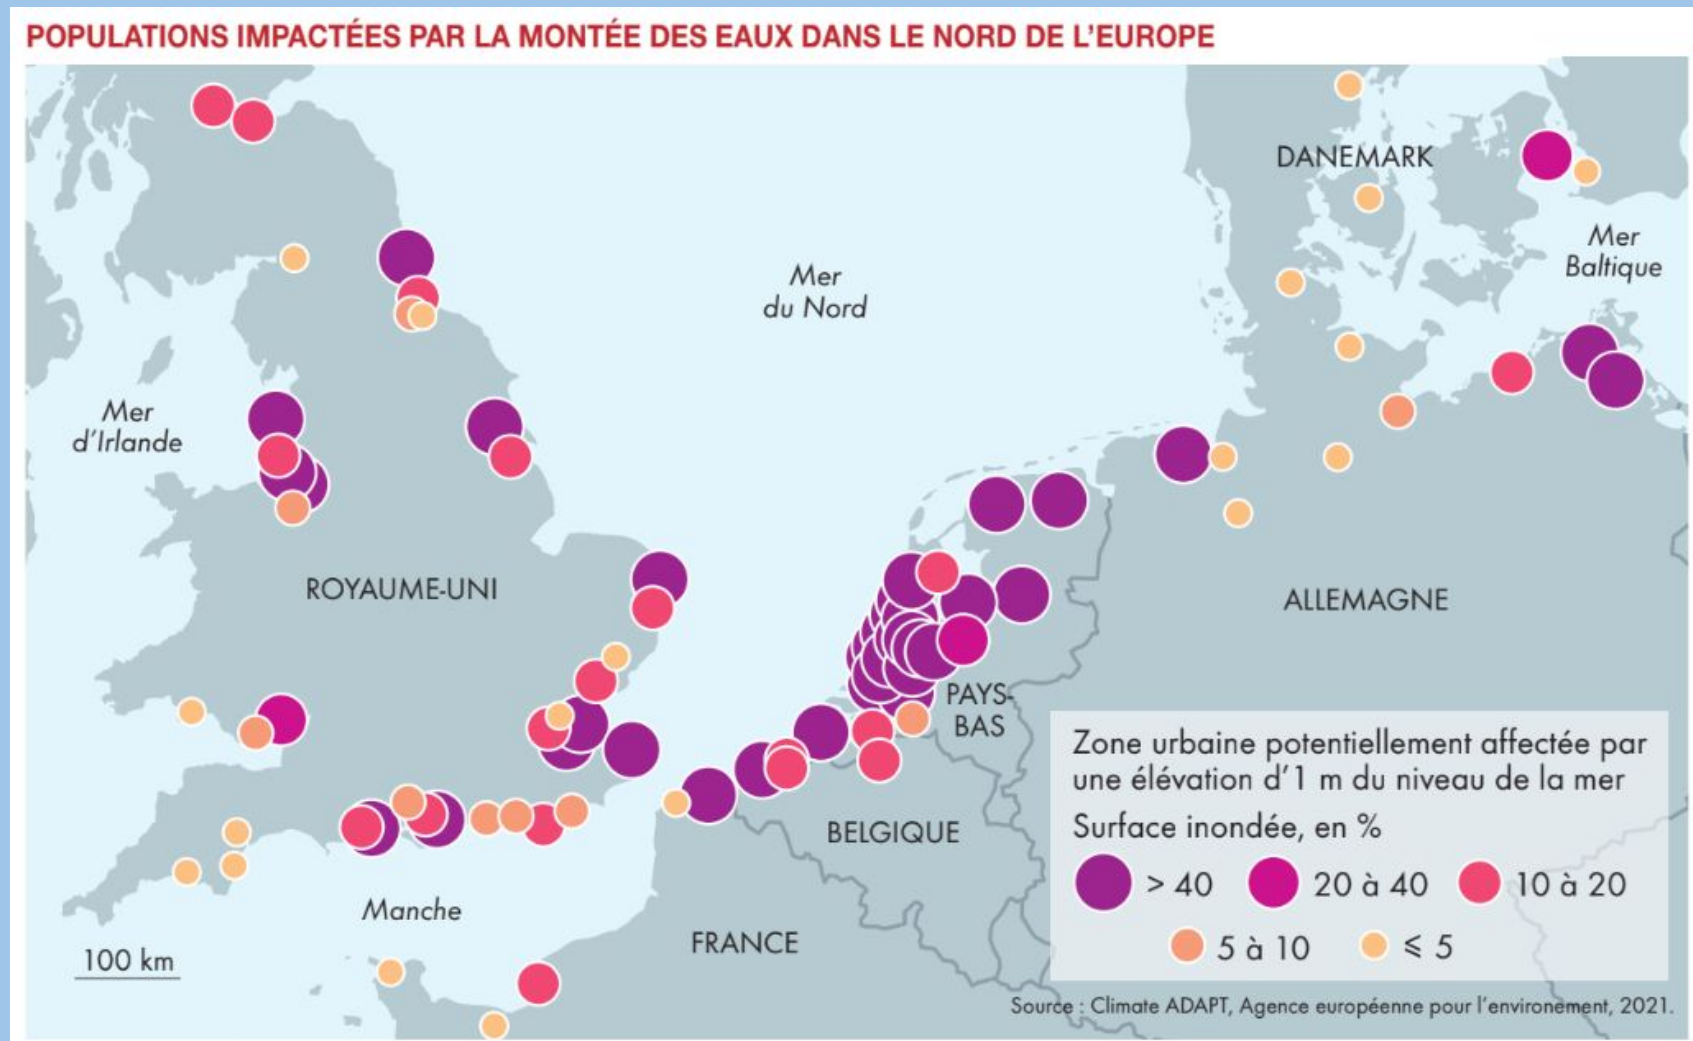 POPULATIONS IMPACTÉES PAR LA MONTÉE DES EAUX DANS LE NORD DE L'EUROPE
DANEMARK
Mer
Baltique
Mer
du Nord
Mer
d'Irlande
ROYAUME-UNI
ALLEMAGNE
PAYS-
BAS
BELGIQUE
Manche
FRANCE
100 km
Zone urbaine potentiellement affectée par
une élévation d'1 m du niveau de la mer
Surface inondée, en %
> 40 20 à 40 10 à 20
5 à 10 ⩽ 5
Source : Climate ADAPT, Agence européenne pour l'environement, 2021.